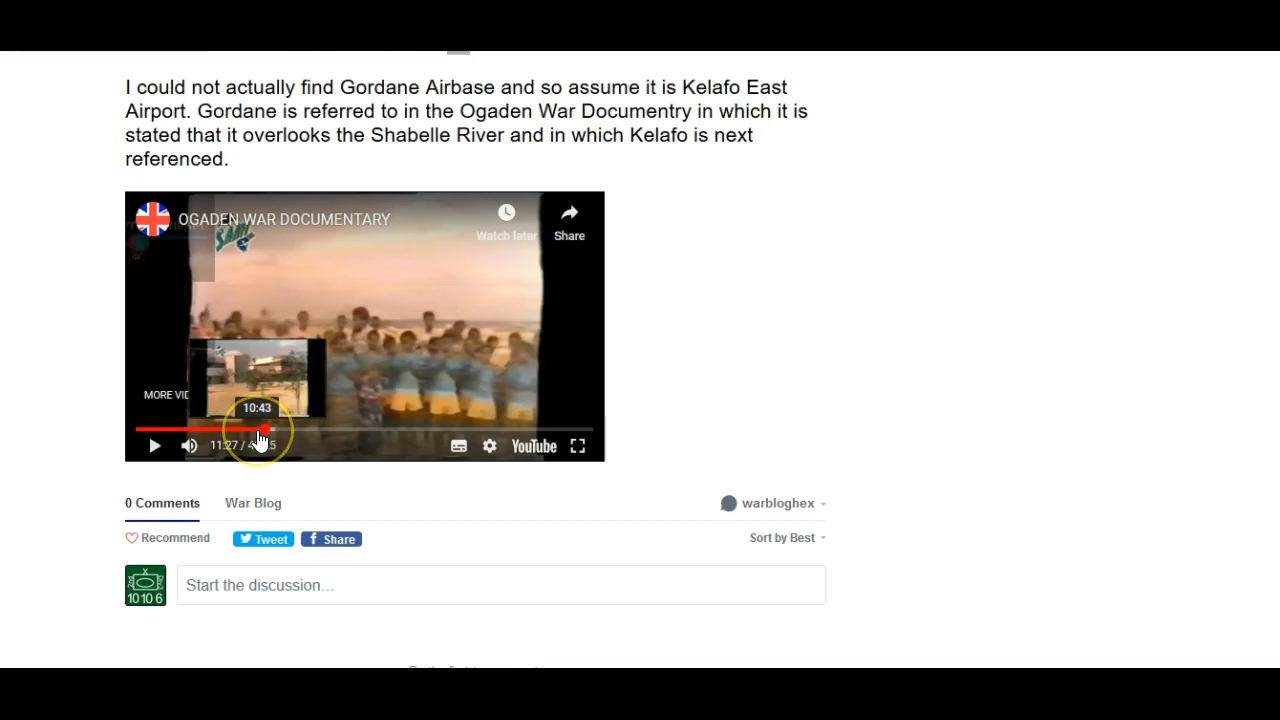 I could not actually find Gordane Airbase and so assume it is Kelafo East
Airport. Gordane is referred to in the Ogaden War Documentry in which it is
stated that it overlooks the Shabelle River and in which Kelafo is next
referenced.
OGADEN WAR DOCUMENTARY
Watch later
Share
MORE VID
10:43
11:27 /
YouTube
0 Comments War Blog warbloghex
Recommend Tweet f Share Sort by Best
Start the discussion…
10 10 6